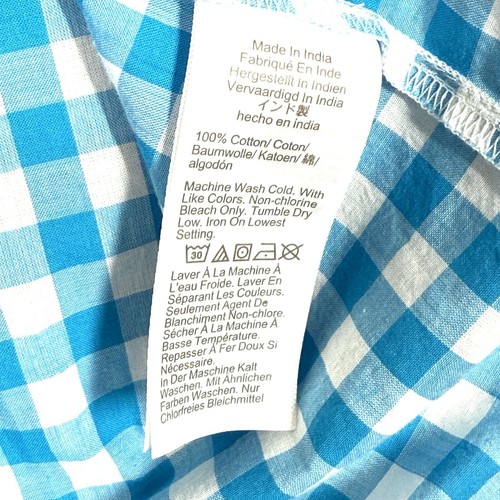 Made In India
Fabriqué En Inde
Hergestellt In Indien
Vervaardigd In India
インド製
hecho en india
100% Cotton/ Coton/
Baumwolle/ Katoen/ 綿/
algodón
Machine Wash Cold. With
Like Colors. Non-chlorine
Bleach Only. Tumble Dry
Low. Iron On Lowest
Setting.
30
Laver À La Machine À
L'eau Froide. Laver En
Séparant Les Couleurs.
Seulement Agent De
Blanchiment Non-chlore.
Sécher À La Machine À
Basse Température.
Repasser À Fer Doux Si
Nécessaire.
In Der Maschine Kalt
Waschen. Mit Ähnlichen
Farben Waschen. Nur
Chlorfreies Bleichmittel